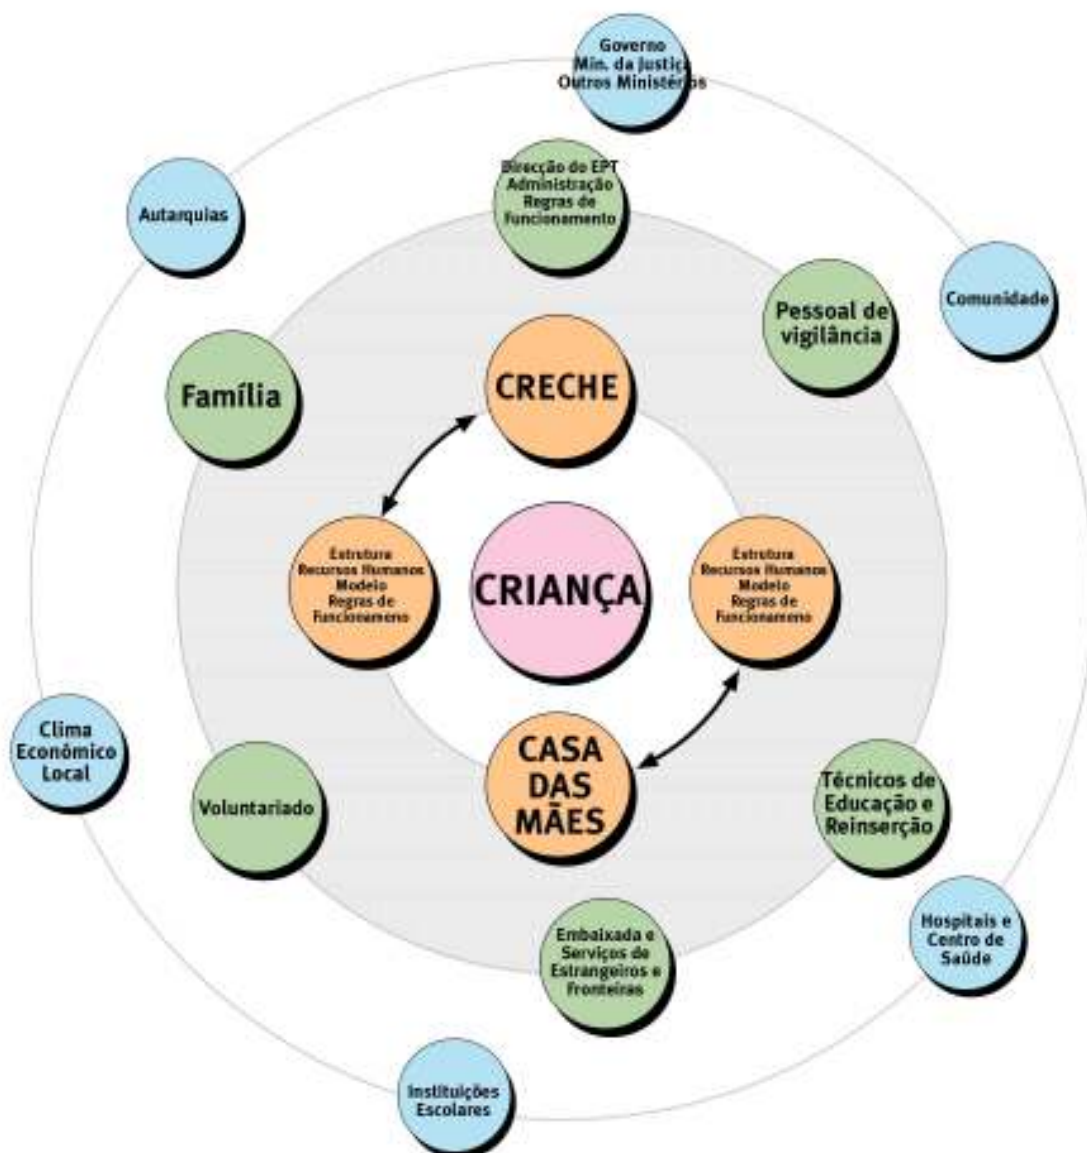 Governo
Min. da Justiça
Outros Ministérios
Direcção do EPT
Administração
Regras de
Funcionamento
Autarquias
Comunidade
Pessoal de
vigilância
Família
CRECHE
Estrutura
Recursos Humanos
Modelo
Regras de
Funcionameno
CRIANÇA
Estrutura
Recursos Humanos
Modelo
Regras de
Funcionameno
CASA
DAS
MÃES
Clima
Económico
Local
Voluntariado
Técnicos de
Educação e
Reinserção
Embaixada e
Serviços de
Estrangeiros e
Fronteiras
Hospitais e
Centro de
Saúde
Instituições
Escolares